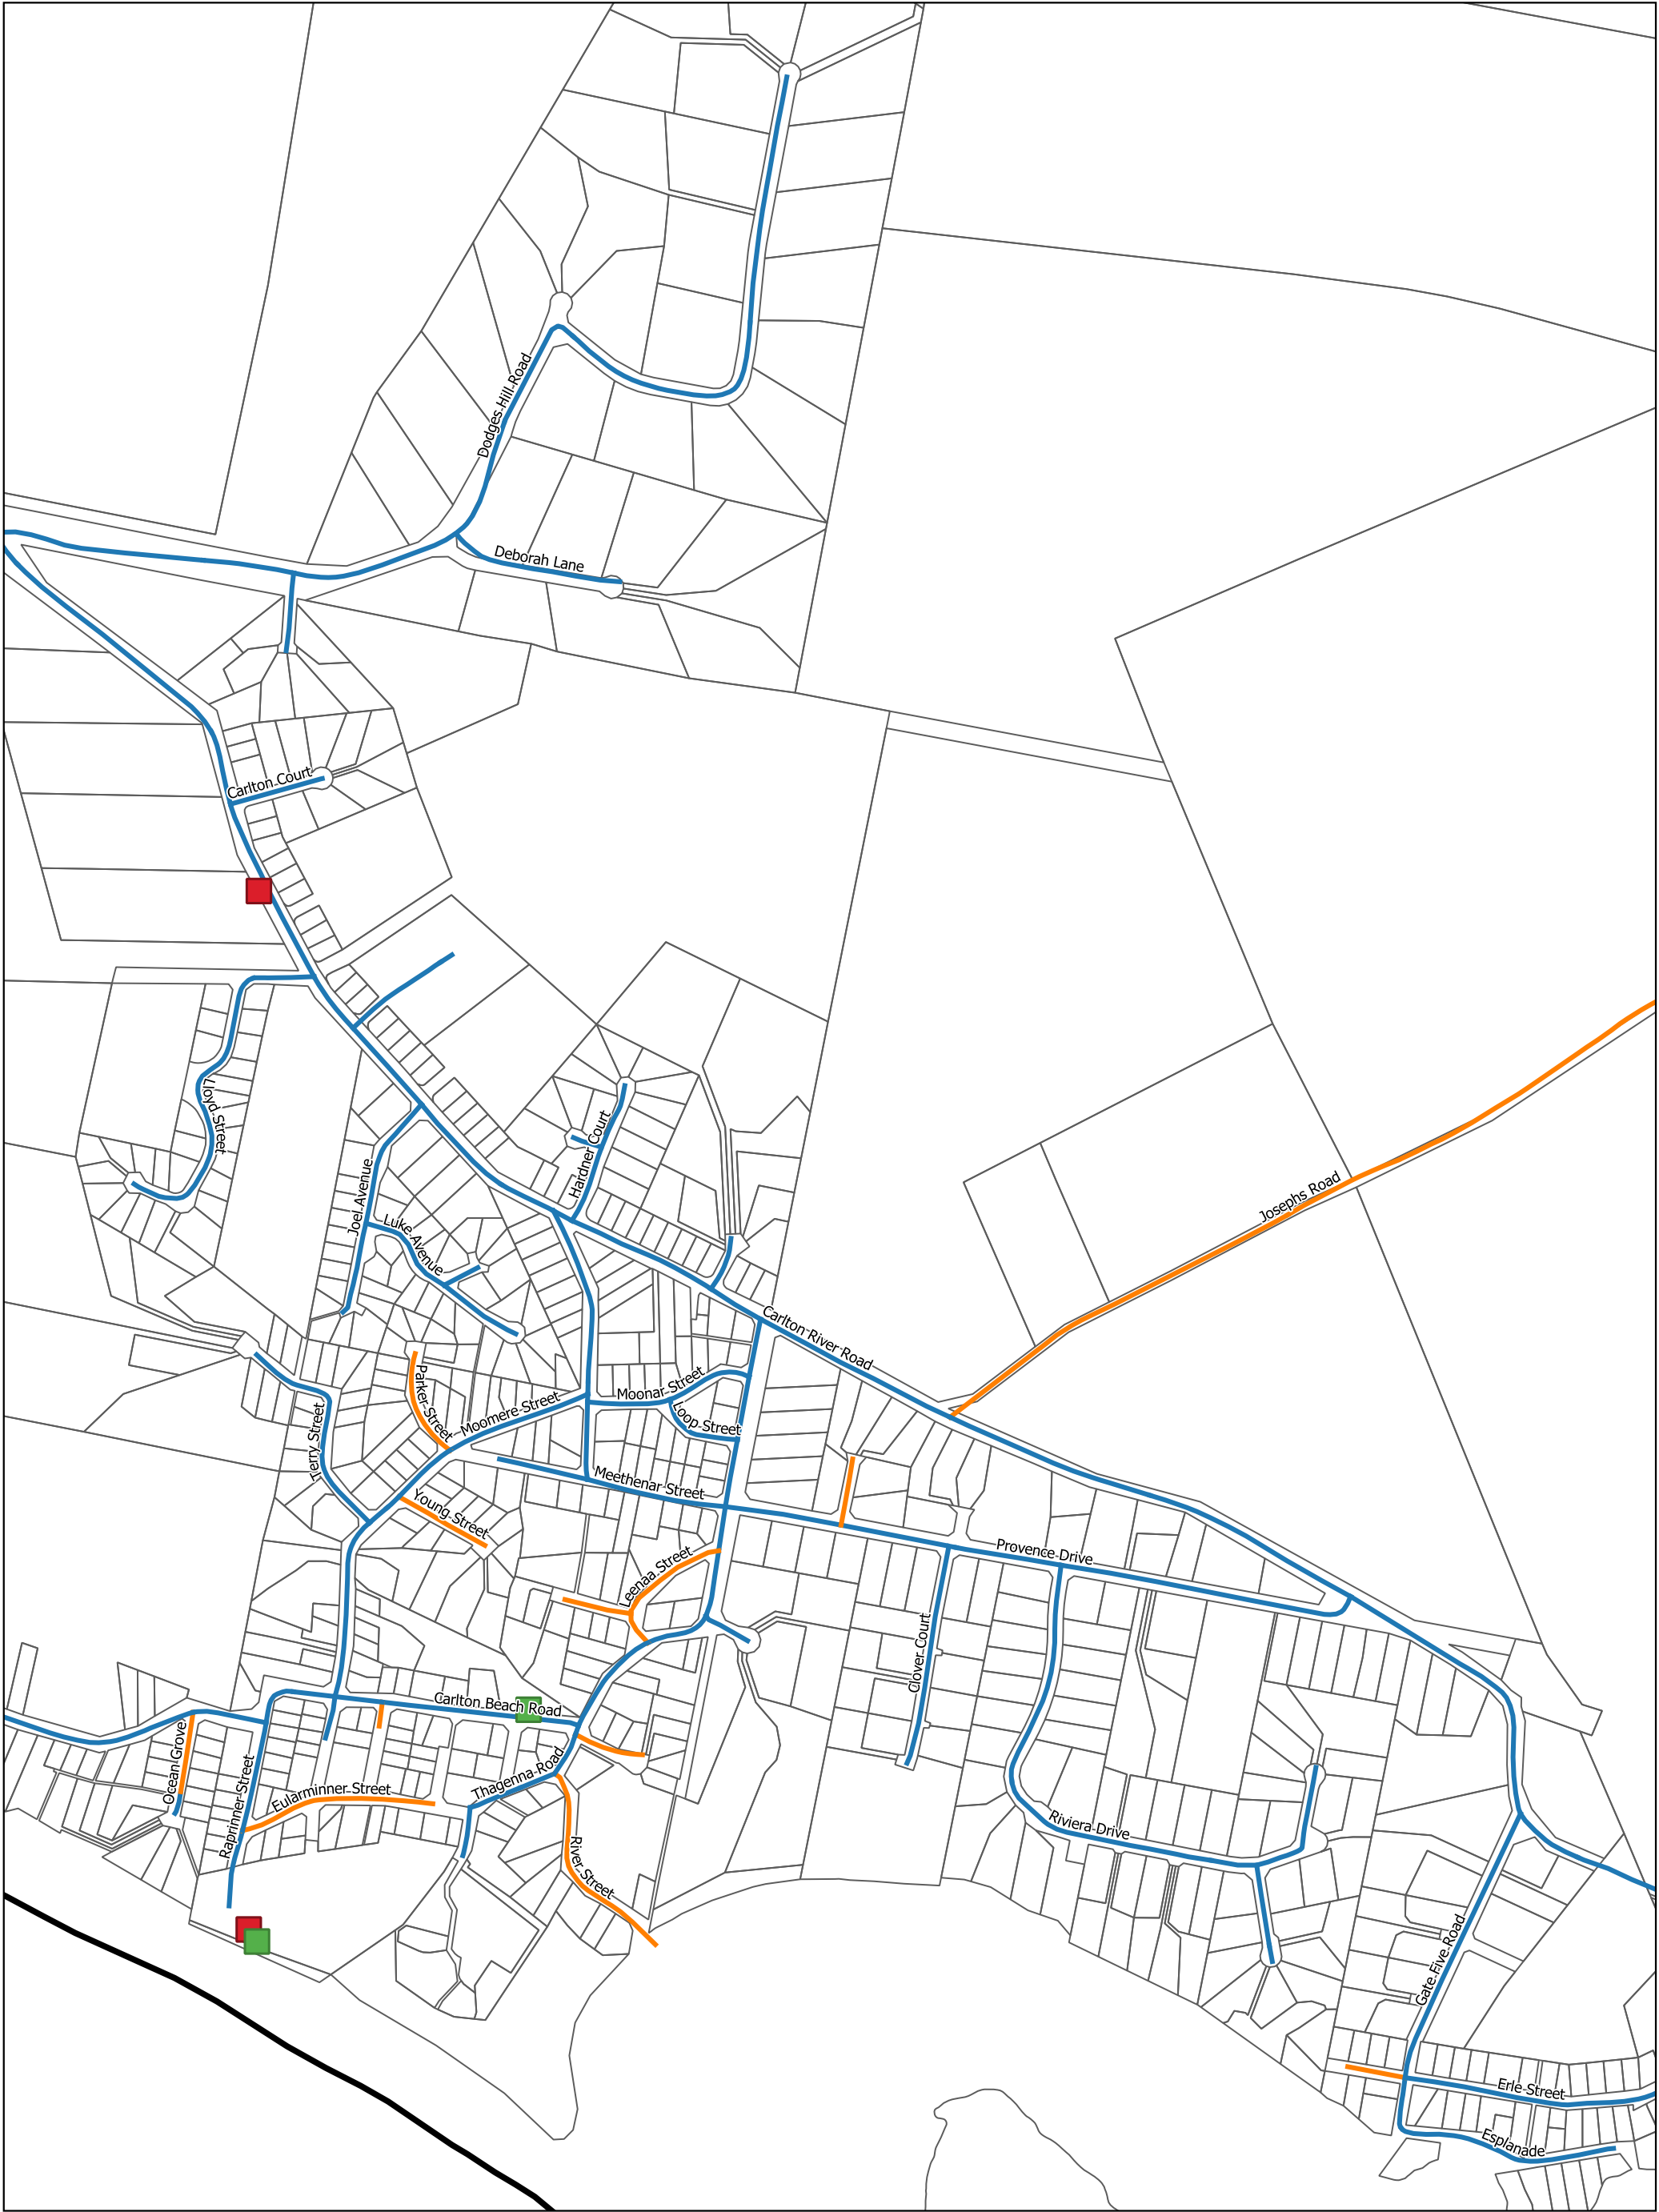 Dodges Hill Road
Deborah Lane
Carlton Court
Lloyd Street
Hardner Court
Joel Avenue
Luke Avenue
Josephs Road
Carlton River Road
Parker Street
Moomere Street
Moonar Street
Loop Street
Terry Street
Meethenar Street
Young Street
Leenaa Street
Provence Drive
Clover Court
Carlton Beach Road
Ocean Grove
Raprinner Street
Eularminner Street
Thagenna Road
River Street
Riviera Drive
Gate Five Road
Erle Street
Esplanade